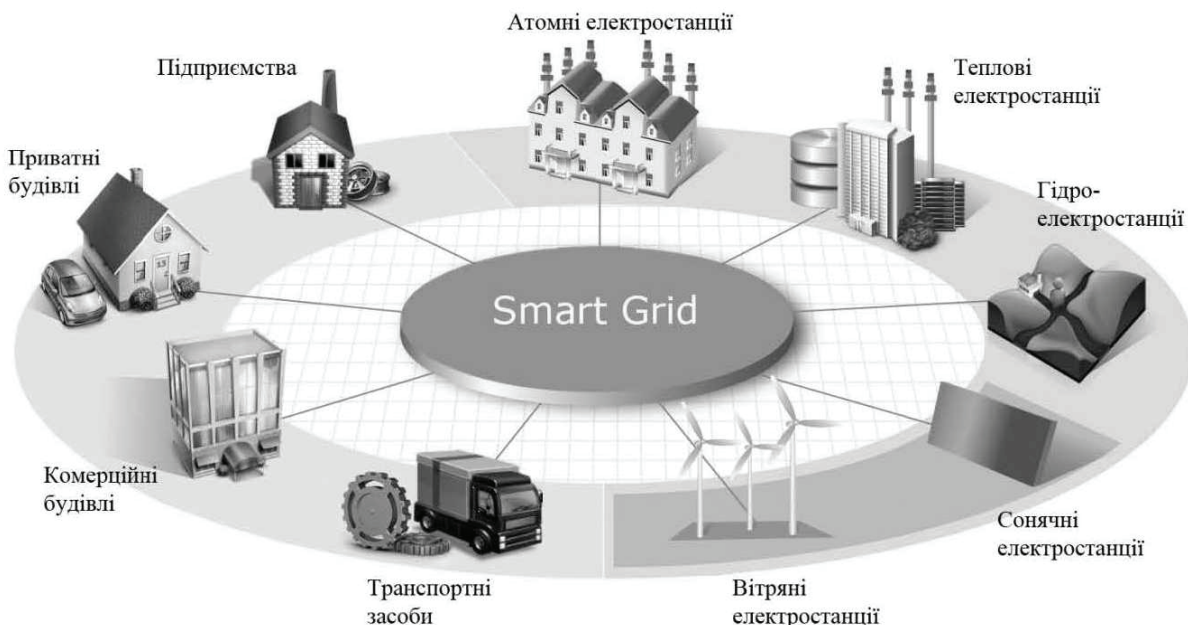 Атомні електростанції
Підприємства
Теплові
електростанції
Приватні
будівлі
Гідро-
електростанції
Smart Grid
Комерційні
будівлі
Сонячні
електростанції
Транспортні
засоби
Вітряні
електростанції